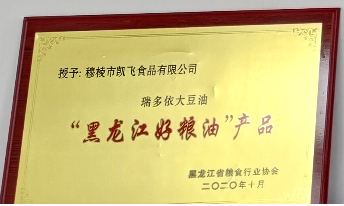 授予：穆棱市凯飞食品有限公司
瑞多依大豆油
“黑龙江好粮油”产品
黑龙江省粮食行业协会
二〇二〇年十月